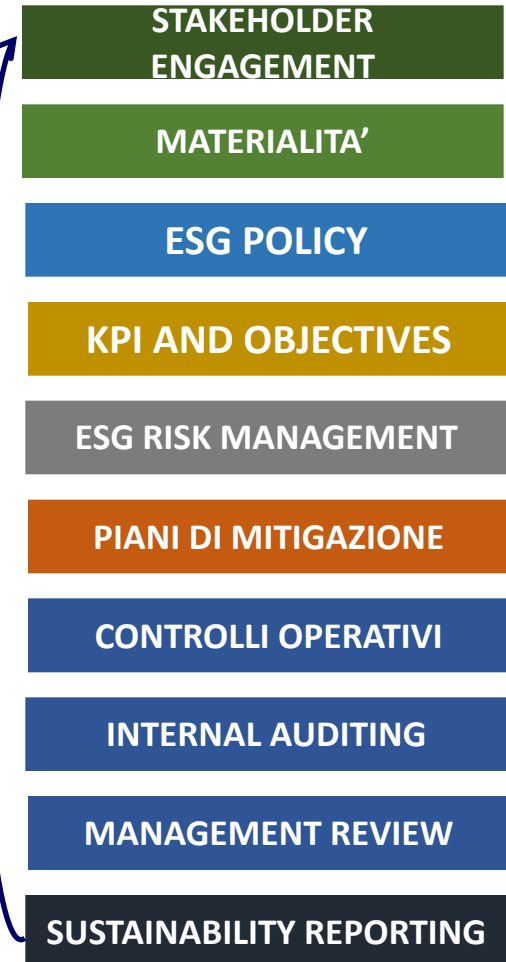 STAKEHOLDER
ENGAGEMENT
MATERIALITA’
ESG POLICY
KPI AND OBJECTIVES
ESG RISK MANAGEMENT
PIANI DI MITIGAZIONE
CONTROLLI OPERATIVI
INTERNAL AUDITING
MANAGEMENT REVIEW
SUSTAINABILITY REPORTING